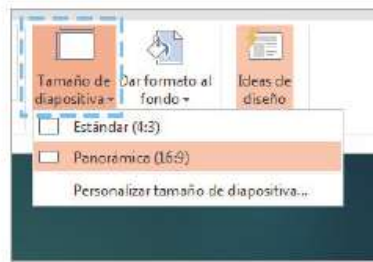 Tamaño de diapositiva
Dar formato al fondo
Ideas de diseño
Estándar (4:3)
Panorámica (16:9)
Personalizar tamaño de diapositiva...